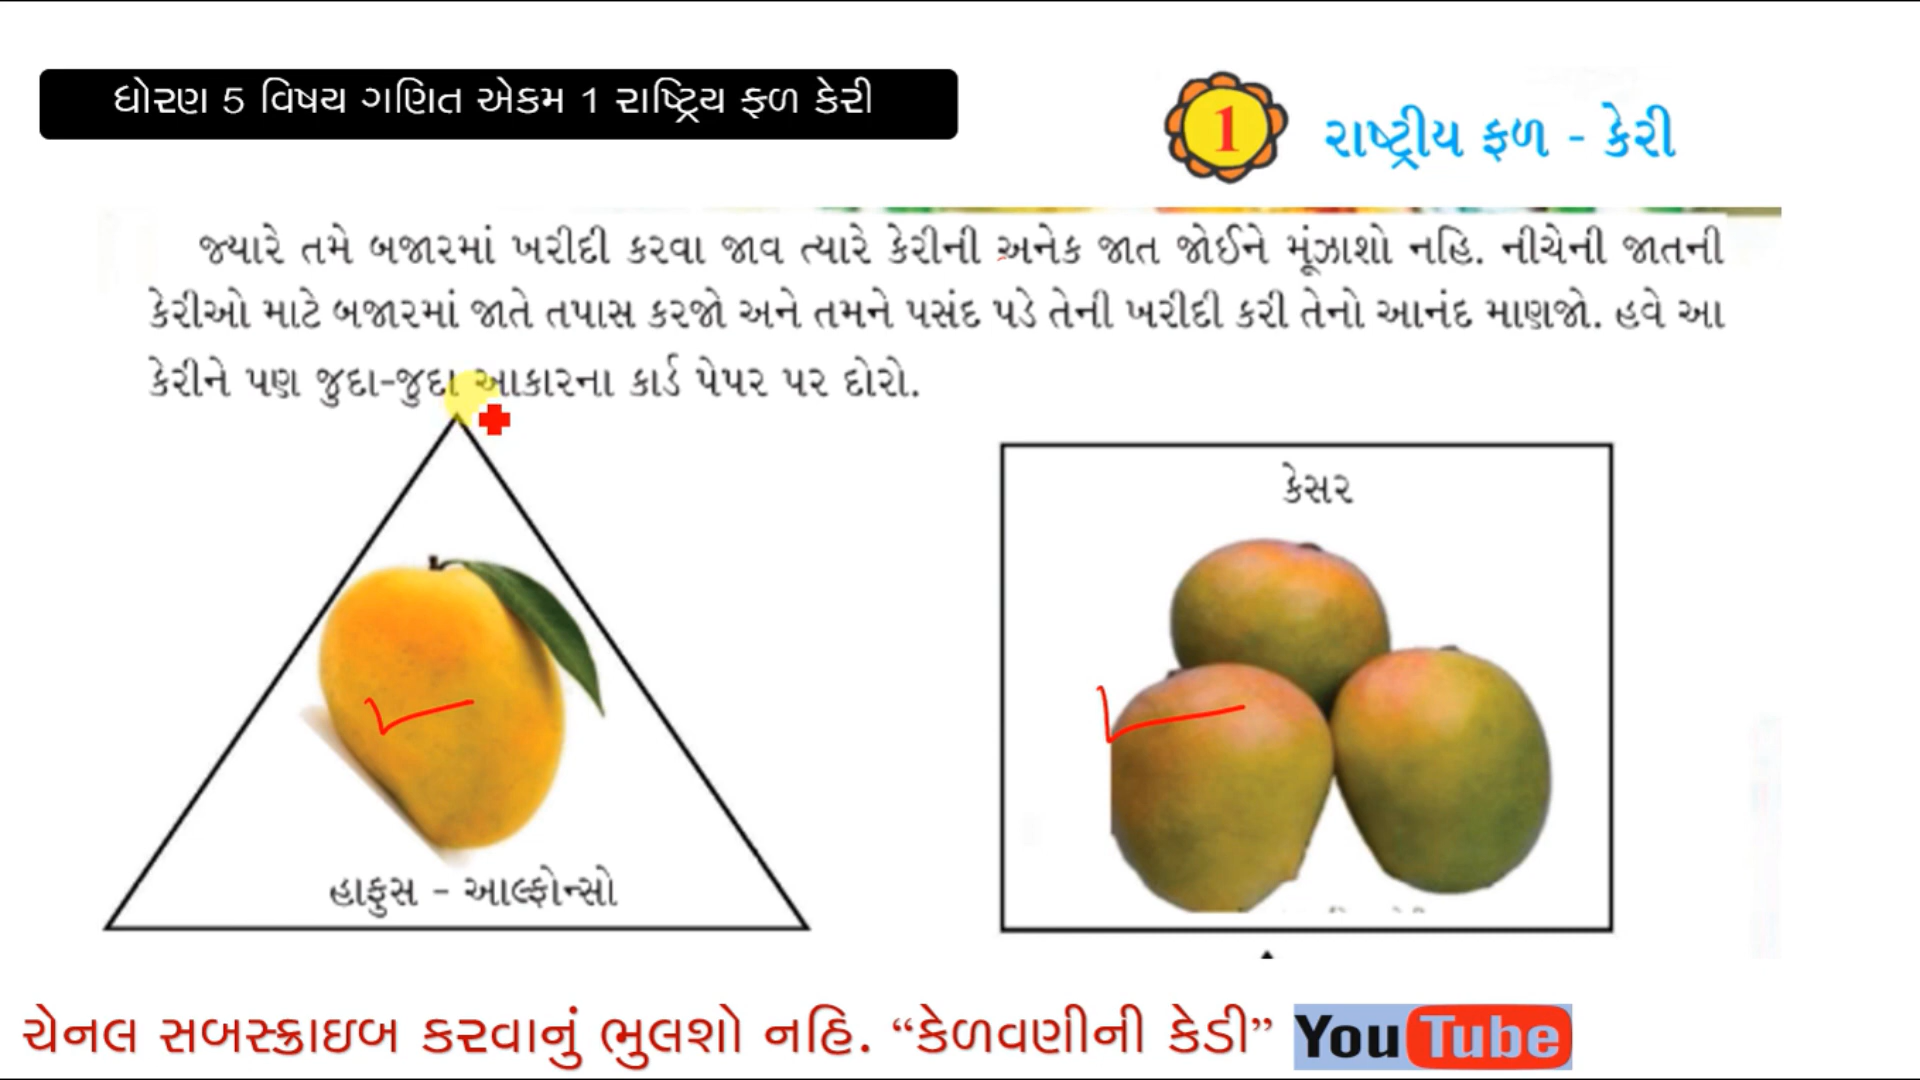 ધોરણ 5 વિષય ગણિત એકમ 1 રાષ્ટ્રિય ફળ કેરી
1
રાષ્ટ્રીય ફળ - કેરી
જ્યારે તમે બજારમાં ખરીદી કરવા જાવ ત્યારે કેરીની અનેક જાત જોઈને મૂંઝાશો નહિ. નીચેની જાતની
કેરીઓ માટે બજારમાં જાતે તપાસ કરજો અને તમને પસંદ પડે તેની ખરીદી કરી તેનો આનંદ માણજો. હવે આ
કેરીને પણ જુદા-જુદા આકારના કાર્ડ પેપર પર દોરો.
કેસર
હાફુસ - આલ્ફોન્સો
ચેનલ સબસ્ક્રાઇબ કરવાનું ભુલશો નહિ. “કેળવણીની કેડી” YouTube